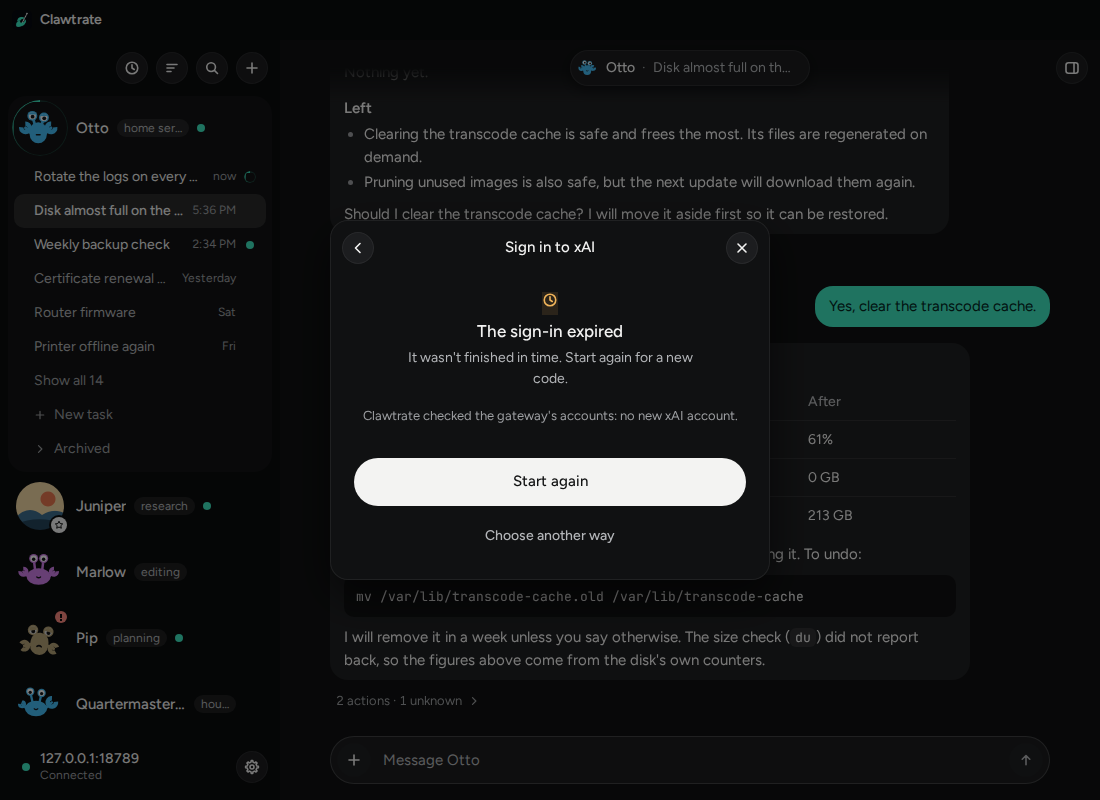 Clawtrate
Otto
home ser...
Rotate the logs on every ...
now
Disk almost full on the ...
5:36 PM
Weekly backup check
2:34 PM
Certificate renewal ...
Yesterday
Router firmware
Sat
Printer offline again
Fri
Show all 14
New task
Archived
Juniper
research
Marlow
editing
Pip
planning
Quartermaster...
hou...
127.0.0.1:18789
Connected
Otto · Disk almost full on th...
Nothing yet.
Left
Clearing the transcode cache is safe and frees the most. Its files are regenerated on
demand.
Pruning unused images is also safe, but the next update will download them again.
Should I clear the transcode cache? I will move it aside first so it can be restored.
Yes, clear the transcode cache.
Sign in to xAI
The sign-in expired
It wasn't finished in time. Start again for a new
code.
Clawtrate checked the gateway's accounts: no new xAI account.
Start again
Choose another way
After
61%
0 GB
213 GB
it. To undo:
mv /var/lib/transcode-cache.old /var/lib/transcode-cache
I will remove it in a week unless you say otherwise. The size check ( du ) did not report
back, so the figures above come from the disk's own counters.
2 actions · 1 unknown
Message Otto